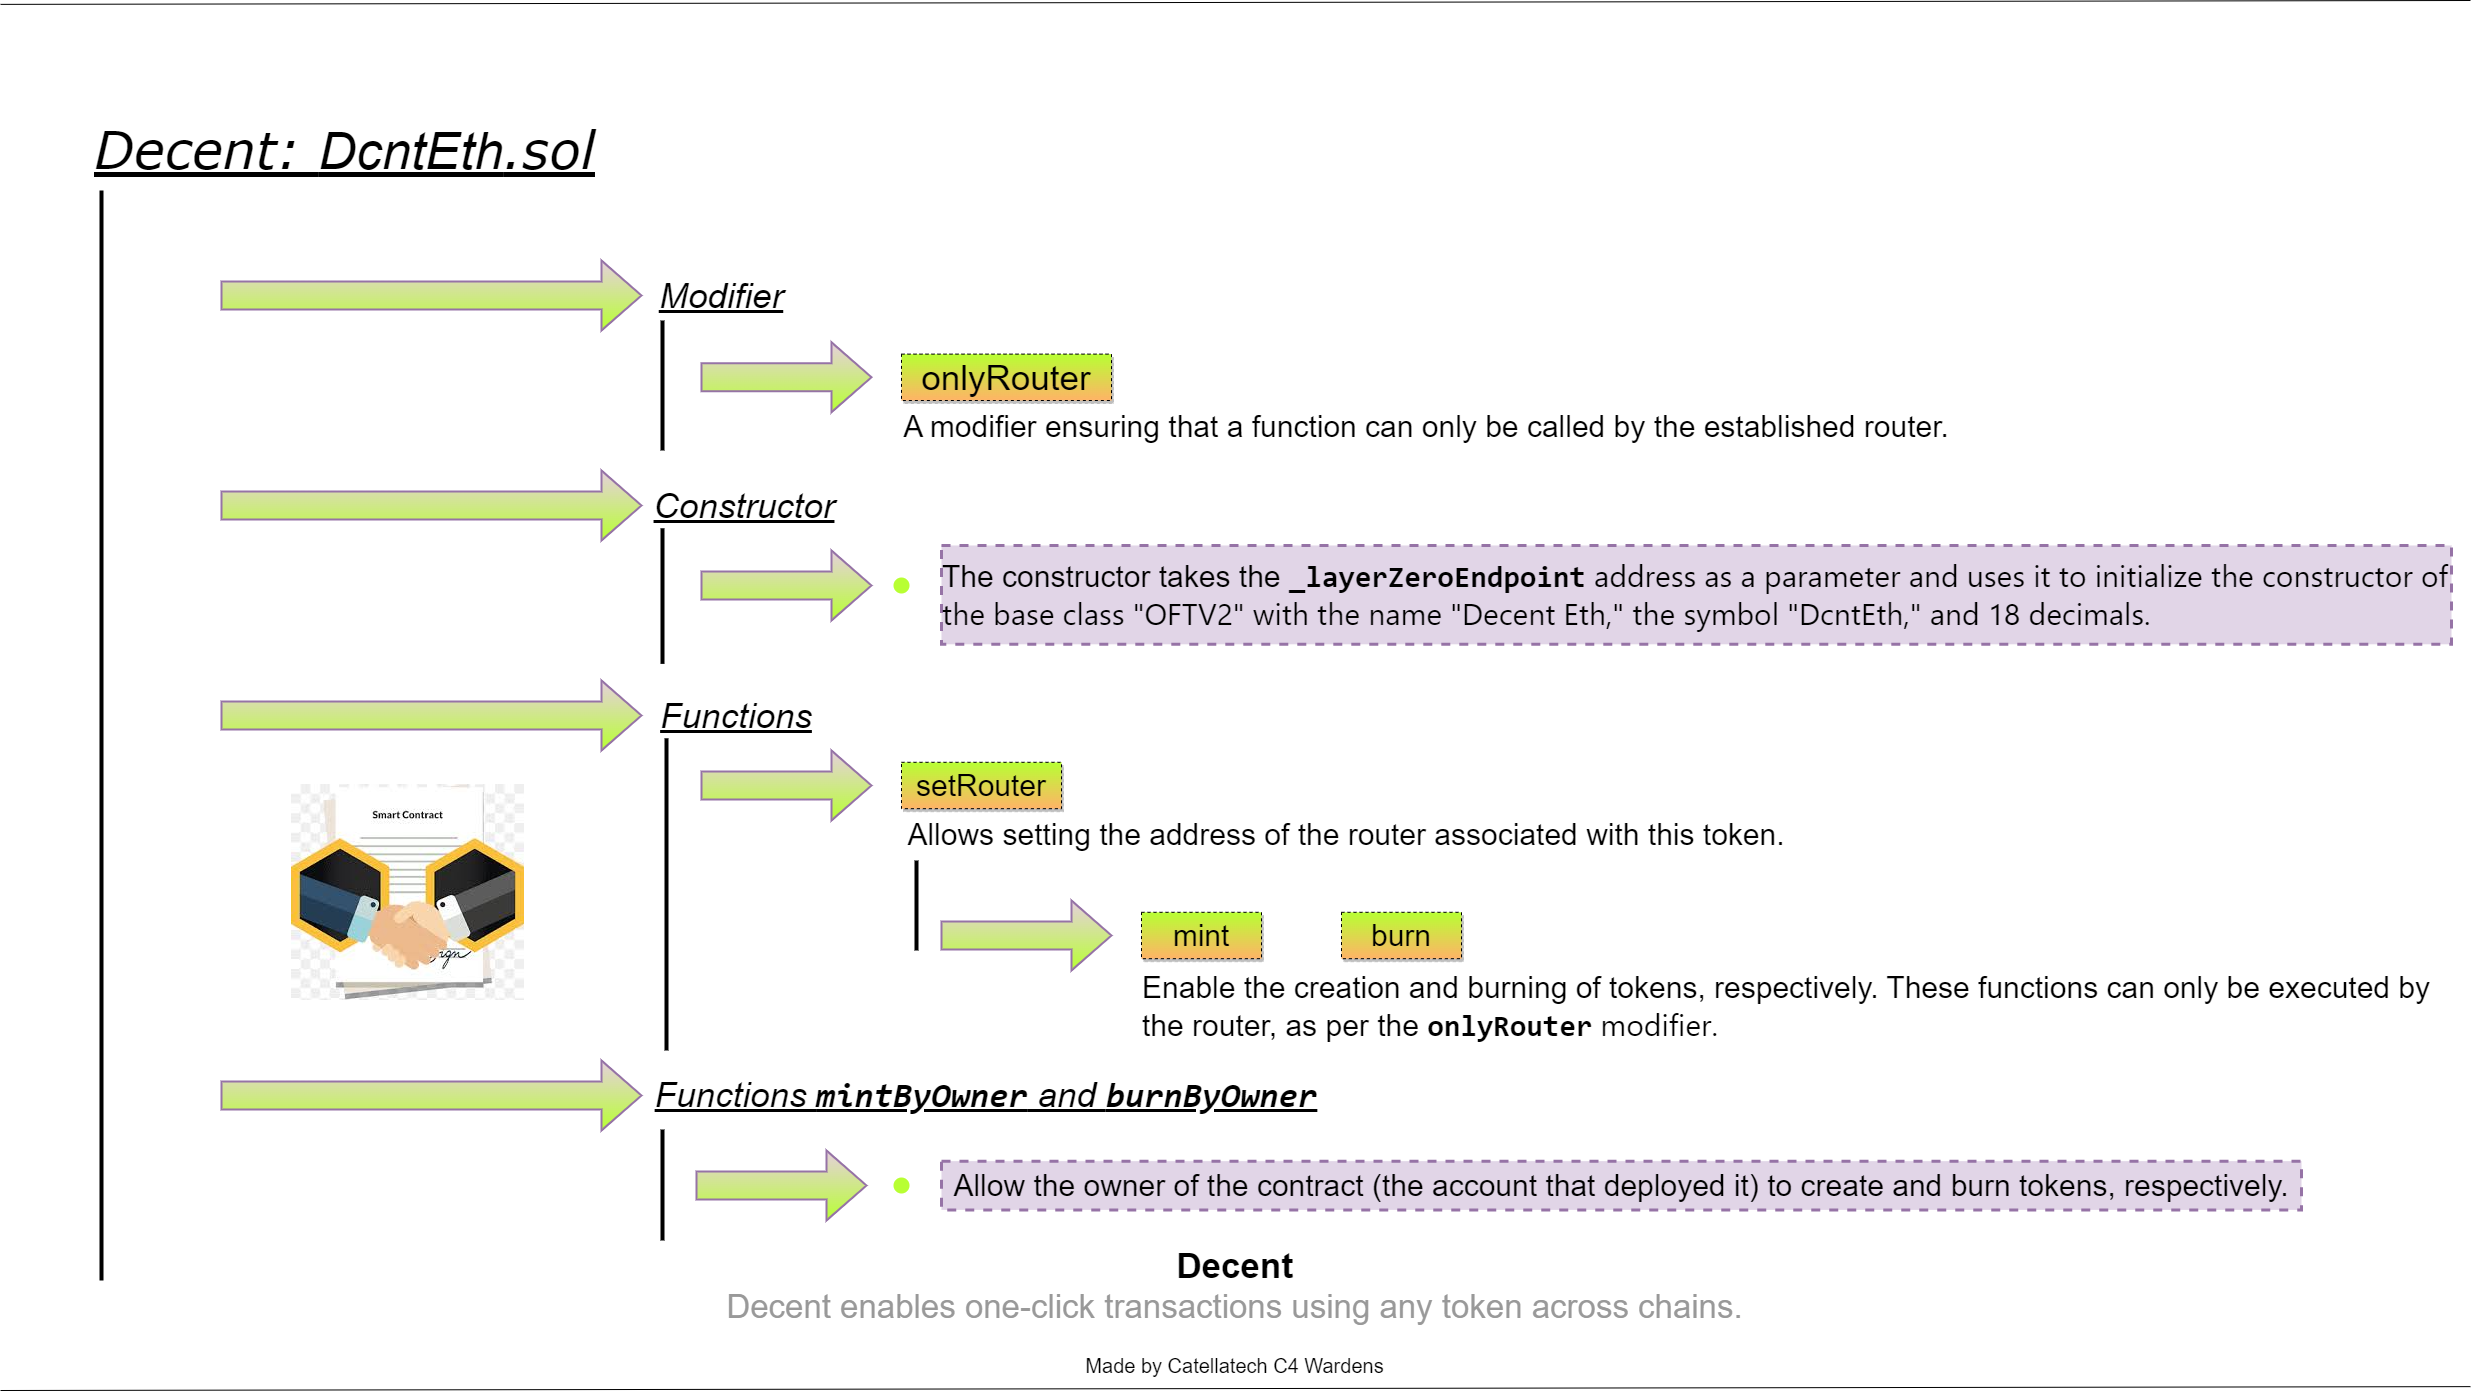 Decent: DcntEth.sol
Modifier
onlyRouter
A modifier ensuring that a function can only be called by the established router.
Constructor
The constructor takes the _layerZeroEndpoint address as a parameter and uses it to initialize the constructor of
the base class "OFTV2" with the name "Decent Eth," the symbol "DcntEth," and 18 decimals.
Functions
setRouter
Allows setting the address of the router associated with this token.
Smart Contract
mint
burn
Enable the creation and burning of tokens, respectively. These functions can only be executed by
the router, as per the onlyRouter modifier.
Functions mintByOwner and burnByOwner
Allow the owner of the contract (the account that deployed it) to create and burn tokens, respectively.
Decent
Decent enables one-click transactions using any token across chains.
Made by Catellatech C4 Wardens